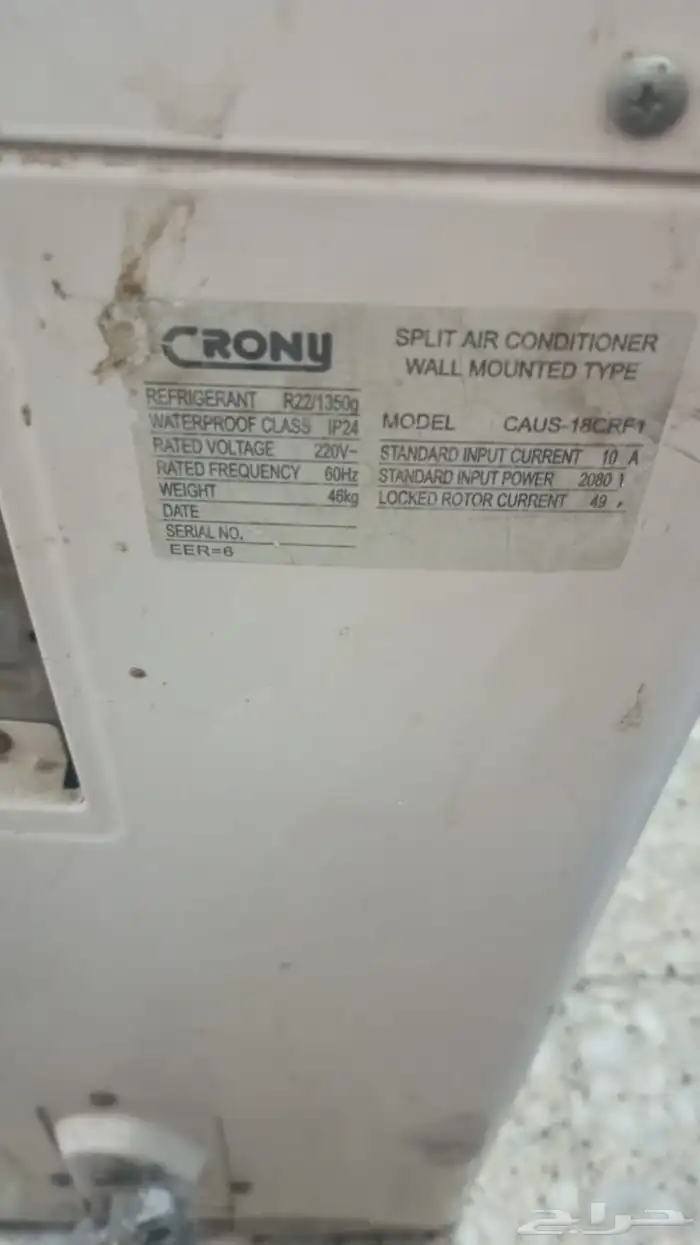 CRONY
SPLIT AIR CONDITIONER
WALL MOUNTED TYPE
REFRIGERANT R22/1350g
WATERPROOF CLASS IP24
RATED VOLTAGE 220V~
RATED FREQUENCY 60Hz
WEIGHT 46kg
DATE
SERIAL NO.
EER=6
MODEL CAUS-18CRF1
STANDARD INPUT CURRENT 10 A
STANDARD INPUT POWER 2080
LOCKED ROTOR CURRENT 49
حراج